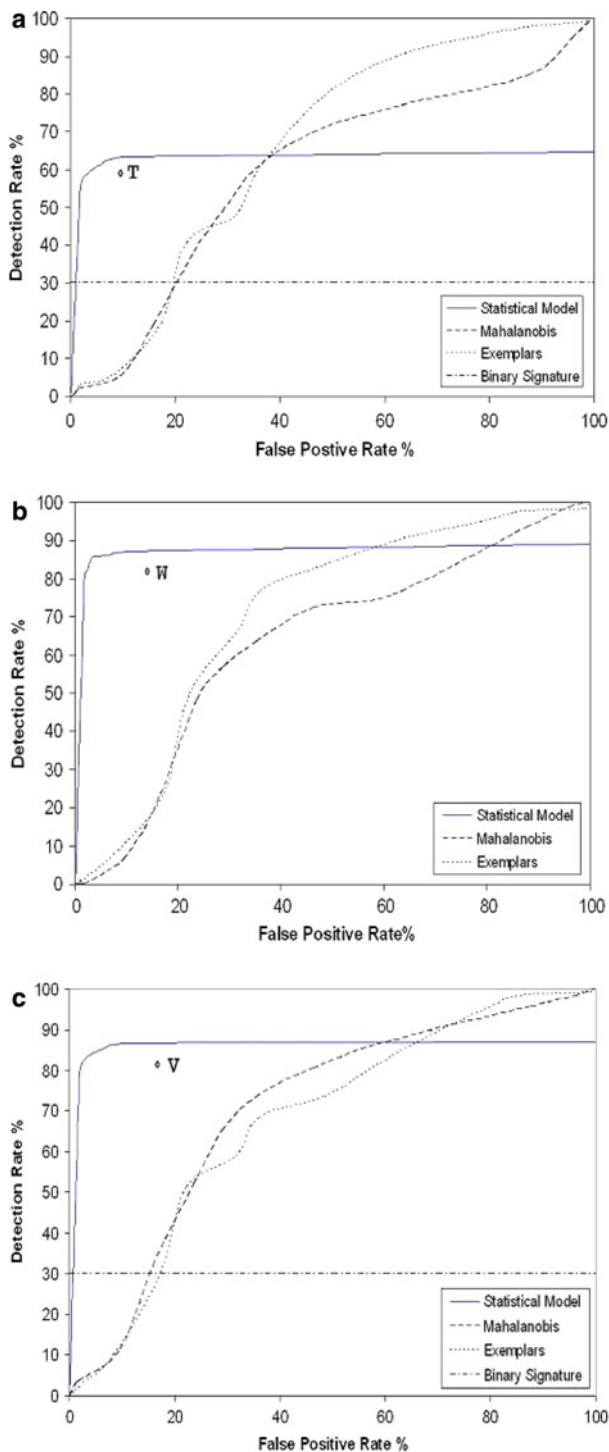 a
100
90
80
70
60
50
40
30
20
10
0
Detection Rate %
T
Statistical Model
Mahalanobis
Exemplars
Binary Signature
0 20 40 60 80 100
False Postive Rate %
b
100
90
80
70
60
50
40
30
20
10
0
Detection Rate %
W
Statistical Model
Mahalanobis
Exemplars
0 20 40 60 80 100
False Positive Rate%
c
100
90
80
70
60
50
40
30
20
10
0
Detection Rate %
V
Statistical Model
Mahalanobis
Exemplars
Binary Signature
0 20 40 60 80 100
False Positive Rate %